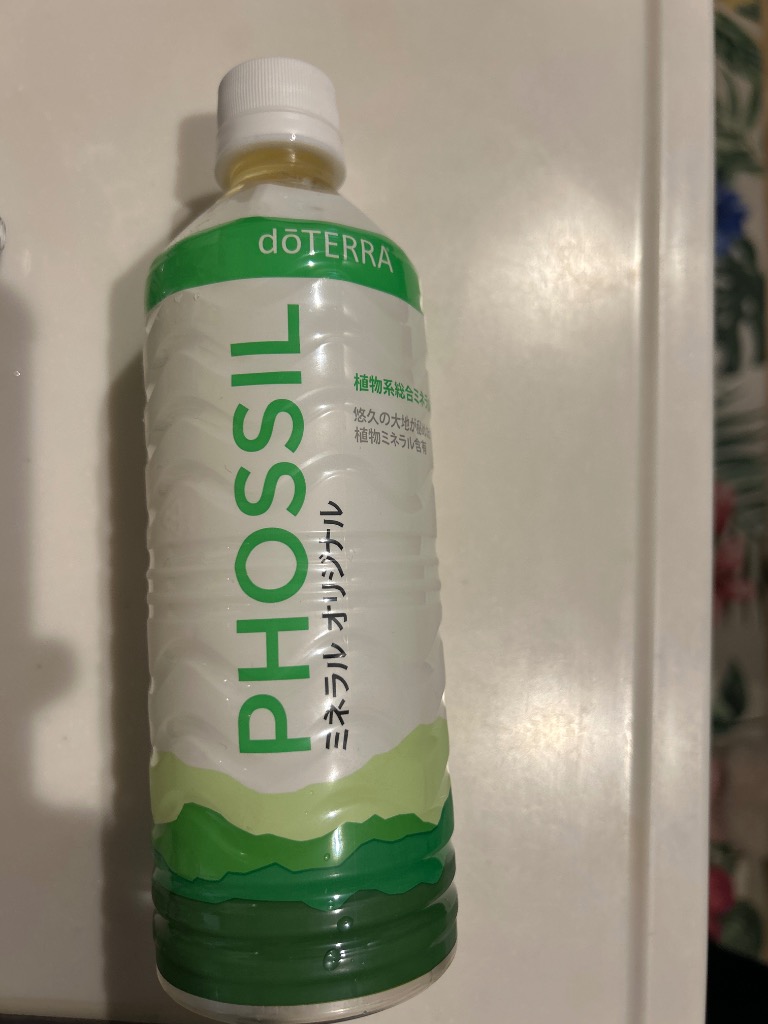 dōTERRA
PHOSSIL
ミネラル オリジナル
植物系総合ミネラ
悠久の大地が
植物ミネラル含有